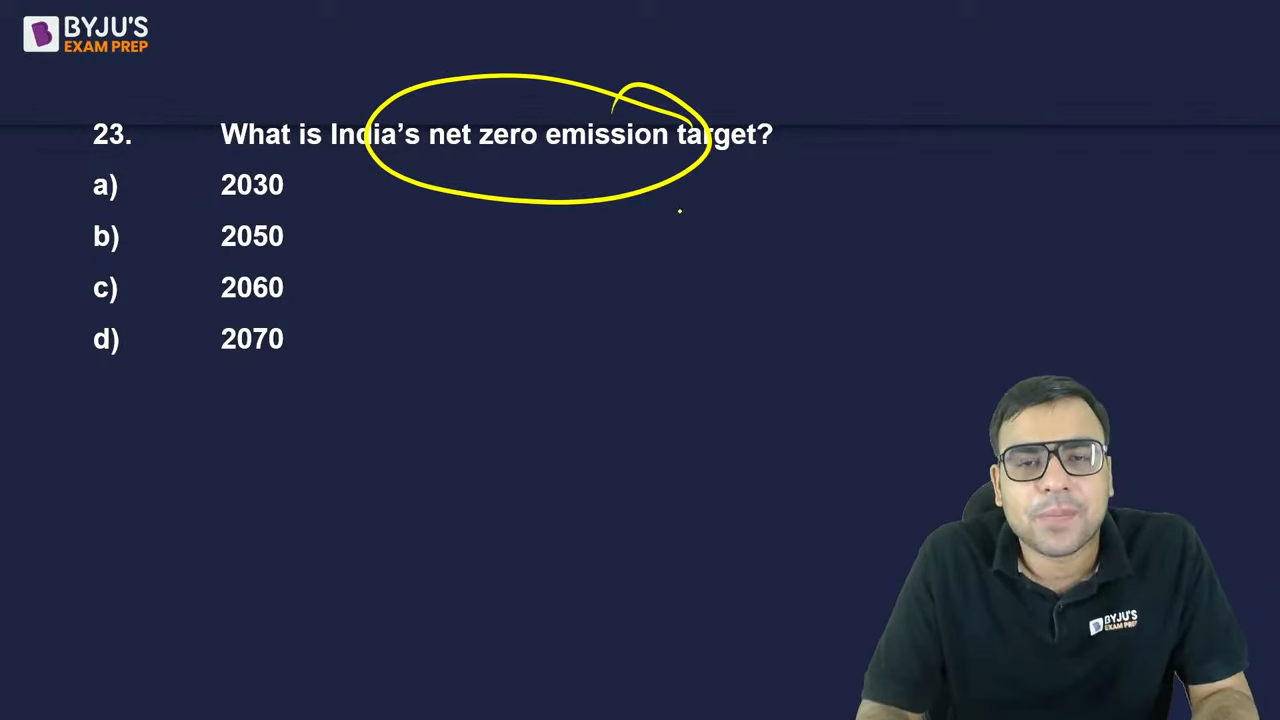 BYJU'S
EXAM PREP
23. What is India's net zero emission target?
a) 2030
b) 2050
c) 2060
d) 2070
BYJU'S
EXAM PREP